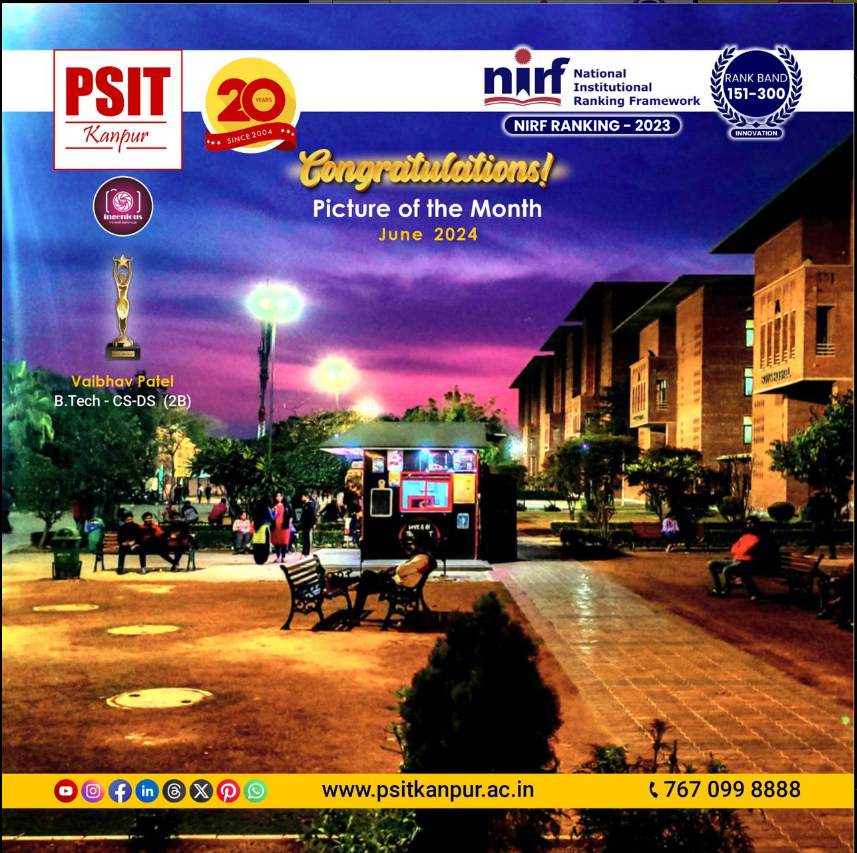 PSIT
Kanpur
20
YEARS
SINCE 2004
nirf
National
Institutional
Ranking Framework
NIRF RANKING - 2023
RANK BAND
151-300
INNOVATION
Ingenious
Congratulations!
Picture of the Month
June 2024
Vaibhav Patel
B.Tech - CS-DS (2B)
www.psitkanpur.ac.in
767 099 8888